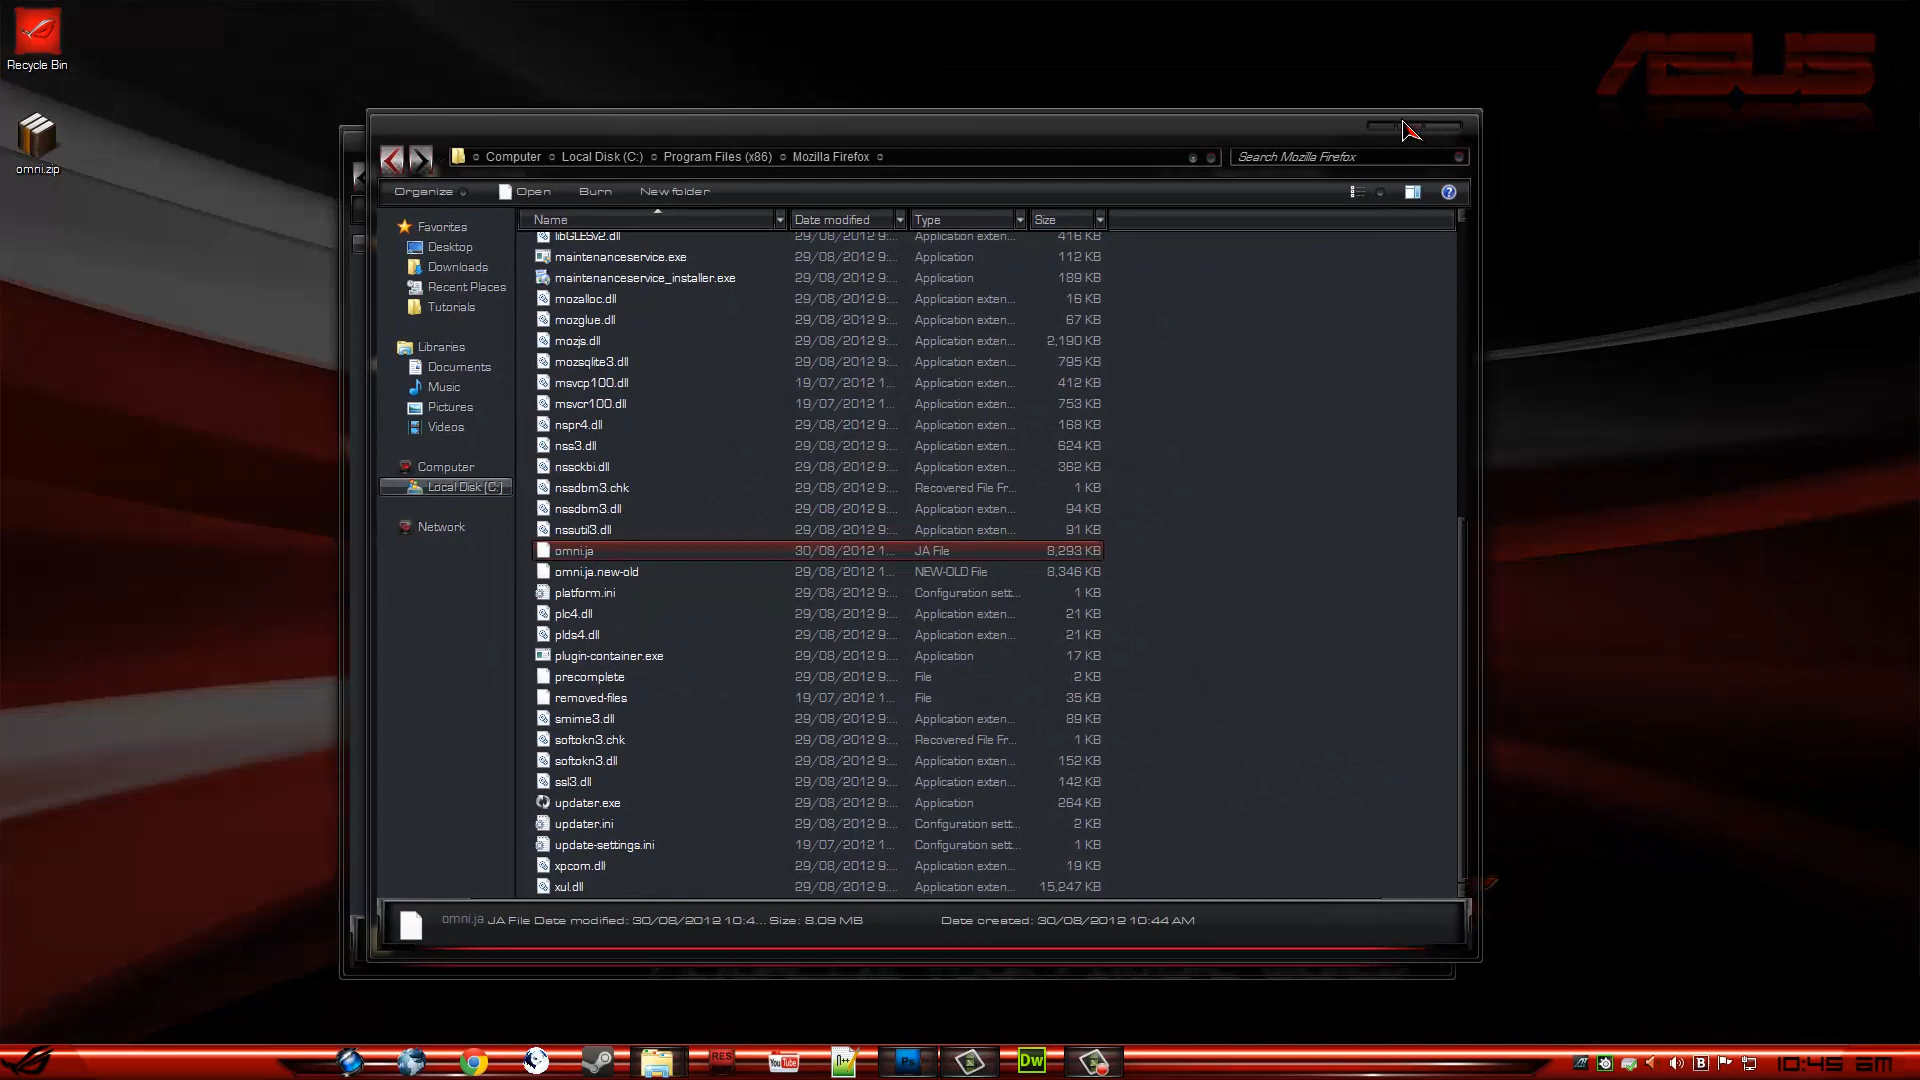 Recycle Bin
omni.zip
ASUS
Computer Local Disk (C:) Program Files (x86) Mozilla Firefox
Search Mozilla Firefox
Organize Open Burn New folder
Favorites
Desktop
Downloads
Recent Places
Tutorials
Libraries
Documents
Music
Pictures
Videos
Computer
Local Disk (C:)
Network
Name Date modified Type Size
libGLESv2.dll 29/08/2012 9:... Application exten... 416 KB
maintenanceservice.exe 29/08/2012 9:... Application 112 KB
maintenanceservice_installer.exe 29/08/2012 9:... Application 189 KB
mozalloc.dll 29/08/2012 9:... Application exten... 16 KB
mozglue.dll 29/08/2012 9:... Application exten... 67 KB
mozjs.dll 29/08/2012 9:... Application exten... 2,190 KB
mozsqlite3.dll 29/08/2012 9:... Application exten... 795 KB
msvcp100.dll 19/07/2012 1... Application exten... 412 KB
msvcr100.dll 19/07/2012 1... Application exten... 753 KB
nspr4.dll 29/08/2012 9:... Application exten... 168 KB
nss3.dll 29/08/2012 9:... Application exten... 624 KB
nssckbi.dll 29/08/2012 9:... Application exten... 362 KB
nssdbm3.chk 29/08/2012 9:... Recovered File Fr... 1 KB
nssdbm3.dll 29/08/2012 9:... Application exten... 94 KB
nssutil3.dll 29/08/2012 9:... Application exten... 91 KB
omni.ja 30/08/2012 1... JA File 8,293 KB
omni.ja.new-old 29/08/2012 1... NEW-OLD File 8,346 KB
platform.ini 29/08/2012 9:... Configuration sett... 1 KB
plc4.dll 29/08/2012 9:... Application exten... 21 KB
plds4.dll 29/08/2012 9:... Application exten... 21 KB
plugin-container.exe 29/08/2012 9:... Application 17 KB
precomplete 29/08/2012 9:... File 2 KB
removed-files 19/07/2012 1... File 35 KB
smime3.dll 29/08/2012 9:... Application exten... 89 KB
softokn3.chk 29/08/2012 9:... Recovered File Fr... 1 KB
softokn3.dll 29/08/2012 9:... Application exten... 152 KB
ssl3.dll 29/08/2012 9:... Application exten... 142 KB
updater.exe 29/08/2012 9:... Application 264 KB
updater.ini 29/08/2012 9:... Configuration sett... 2 KB
update-settings.ini 19/07/2012 1... Configuration sett... 1 KB
xpcom.dll 29/08/2012 9:... Application exten... 19 KB
xul.dll 29/08/2012 9:... Application exten... 15,247 KB
omni.ja JA File Date modified: 30/08/2012 10:4... Size: 8.09 MB Date created: 30/08/2012 10:44 AM
RES
You Tube
n++
Ps
Dw
B
10:45 AM